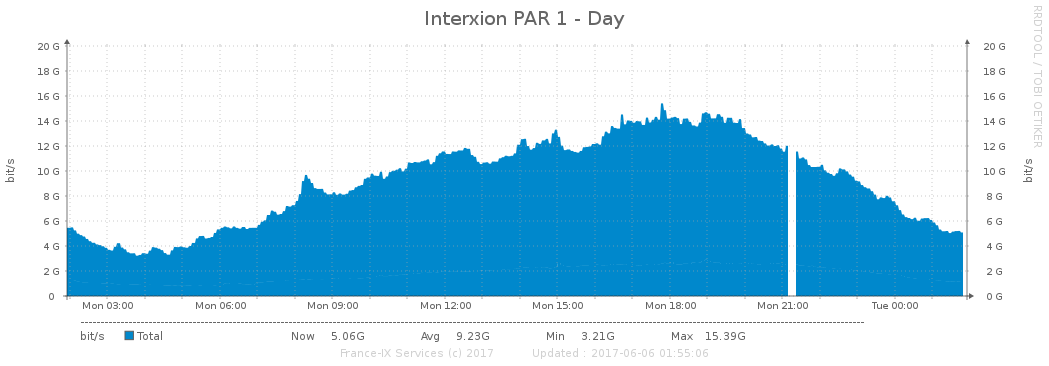 Interxion PAR 1 - Day
RRDTOOL / TOBI OETIKER
20 G 20 G
18 G 18 G
16 G 16 G
14 G 14 G
12 G 12 G
10 G 10 G
8 G 8 G
6 G 6 G
4 G 4 G
2 G 2 G
0 0 G
bit/s
bit/s
Mon 03:00 Mon 06:00 Mon 09:00 Mon 12:00 Mon 15:00 Mon 18:00 Mon 21:00 Tue 00:00
bit/s Total Now 5.06G Avg 9.23G Min 3.21G Max 15.39G
France-IX Services (c) 2017 Updated : 2017-06-06 01:55:06